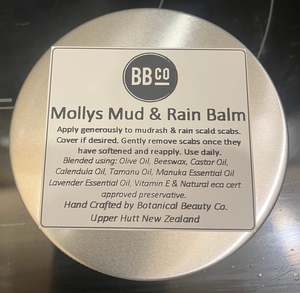 BBCO
Mollys Mud & Rain Balm
Apply generously to mudrash & rain scald scabs.
Cover if desired. Gently remove scabs once they
have softened and reapply. Use daily.
Blended using: Olive Oil, Beeswax, Castor Oil,
Calendula Oil, Tamanu Oil, Manuka Essential Oil
Lavender Essential Oil, Vitamin E & Natural eco cert
approved preservative.
Hand Crafted by Botanical Beauty Co.
Upper Hutt New Zealand